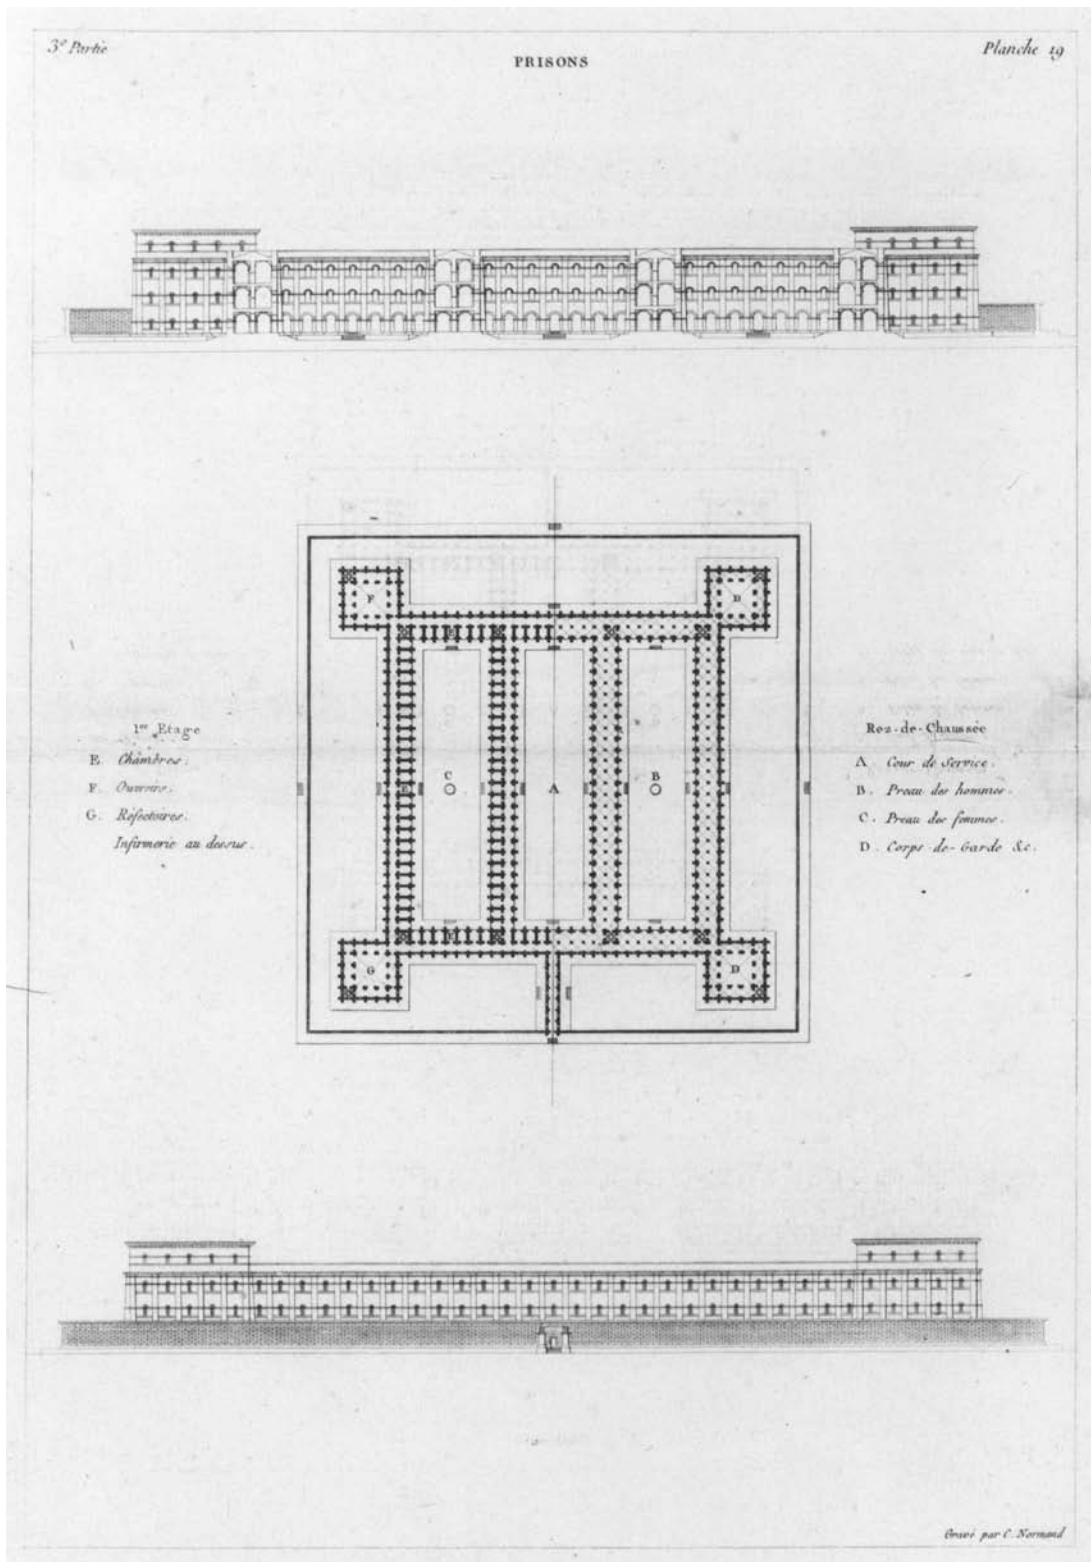 3e Partie
PRISONS
Planche 19
F
D
E
C
E
A
B
E
G
D
1er Etage
E. Chambres.
F. Ouvroirs.
G. Réfectoires.
Infirmerie au dessus.
Rez-de-Chaussée
A. Cour de Service.
B. Preau des hommes.
C. Preau des femmes.
D. Corps-de-Garde &c.
Gravé par C. Normand